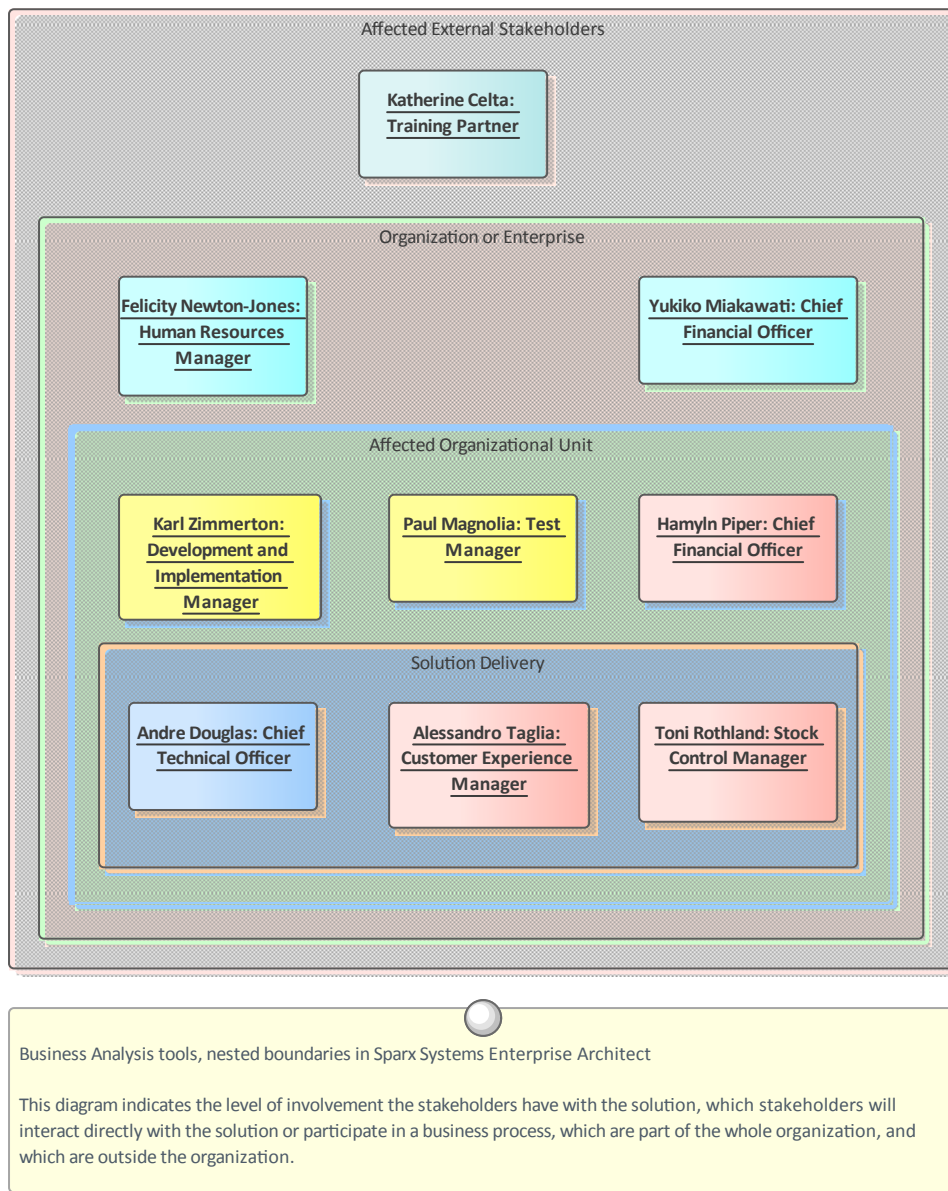 Affected External Stakeholders
Katherine Celta:
Training Partner
Organization or Enterprise
Felicity Newton-Jones:
Human Resources
Manager
Yukiko Miakawati: Chief
Financial Officer
Affected Organizational Unit
Karl Zimmerton:
Development and
Implementation
Manager
Paul Magnolia: Test
Manager
Hamyln Piper: Chief
Financial Officer
Solution Delivery
Andre Douglas: Chief
Technical Officer
Alessandro Taglia:
Customer Experience
Manager
Toni Rothland: Stock
Control Manager
Business Analysis tools, nested boundaries in Sparx Systems Enterprise Architect
This diagram indicates the level of involvement the stakeholders have with the solution, which stakeholders will
interact directly with the solution or participate in a business process, which are part of the whole organization, and
which are outside the organization.